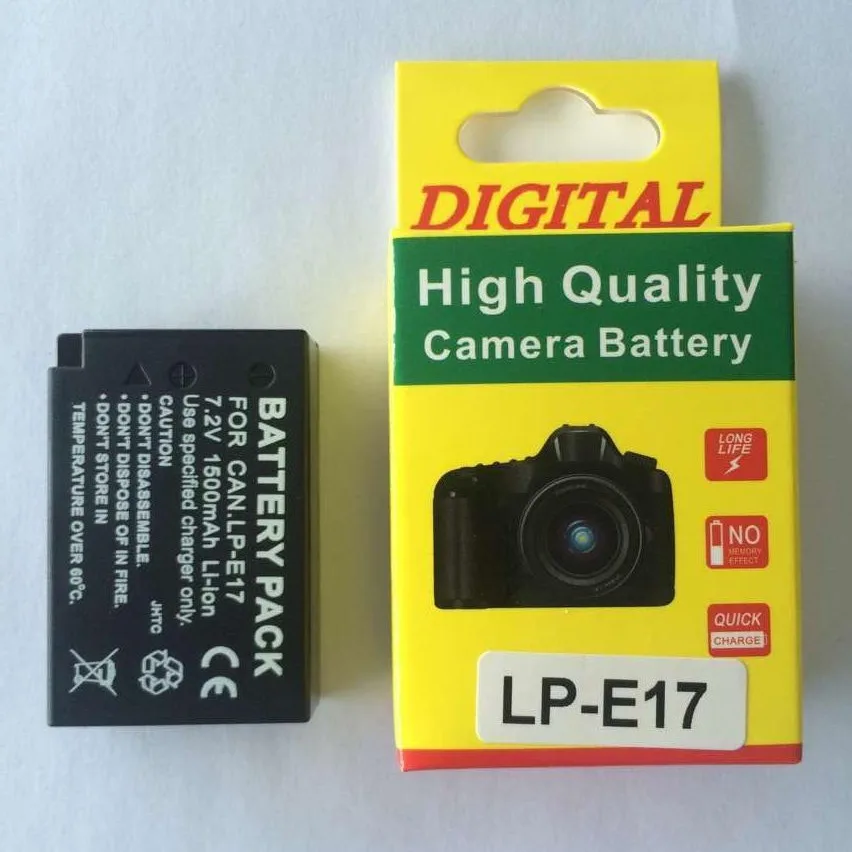 BATTERY PACK
FOR CAN.LP-E17
7.2V 1500mAh Li-Ion
Use specified charger only.
CAUTION
•DON'T DISASSEMBLE.
•DON'T DISPOSE OF IN FIRE.
•DON'T STORE IN
TEMPERATURE OVER 60°C.
JHTC
CE
DIGITAL
High Quality
Camera Battery
LONG
LIFE
NO
MEMORY
EFFECT
QUICK
CHARGE
LP-E17